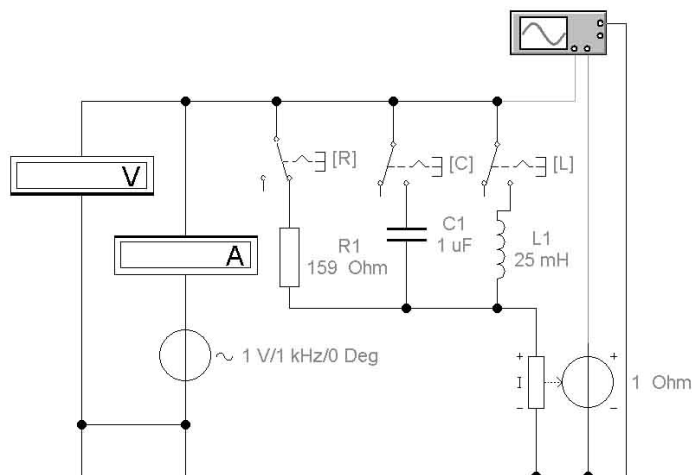 V
[R]
[C]
[L]
A
R1
159 Ohm
C1
1 uF
L1
25 mH
1 V/1 kHz/0 Deg
+
I
−
+
−
1 Ohm